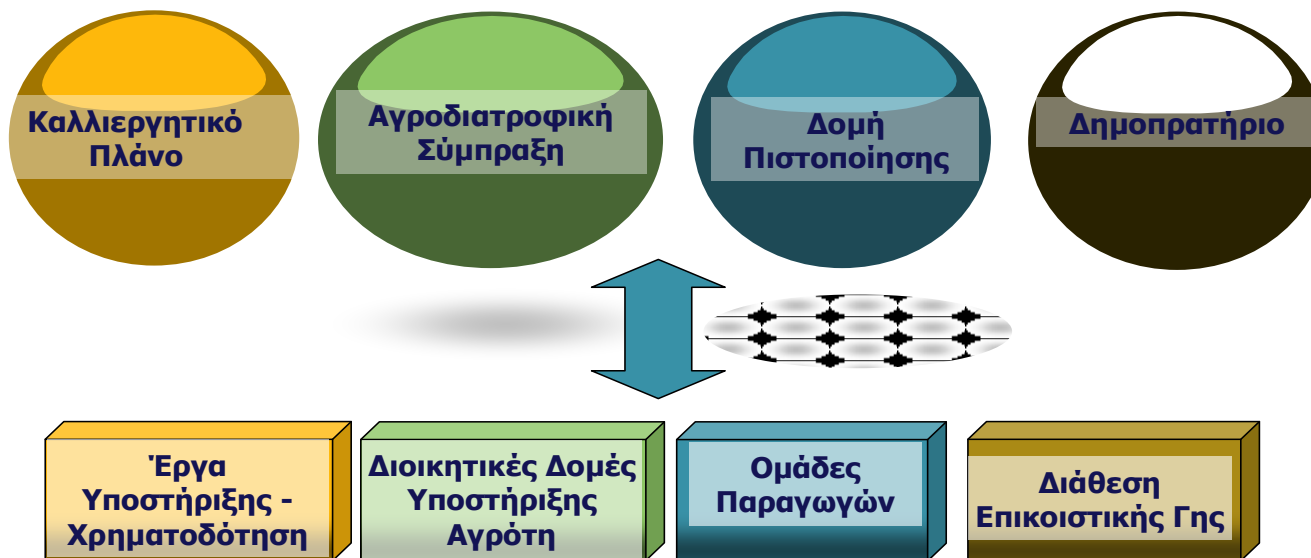 Καλλιεργητικό
Πλάνο
Αγροδιατροφική
Σύμπραξη
Δομή
Πιστοποίησης
Δημοπρατήριο
Έργα
Υποστήριξης -
Χρηματοδότηση
Διοικητικές Δομές
Υποστήριξης
Αγρότη
Ομάδες
Παραγωγών
Διάθεση
Επικοιστικής Γης